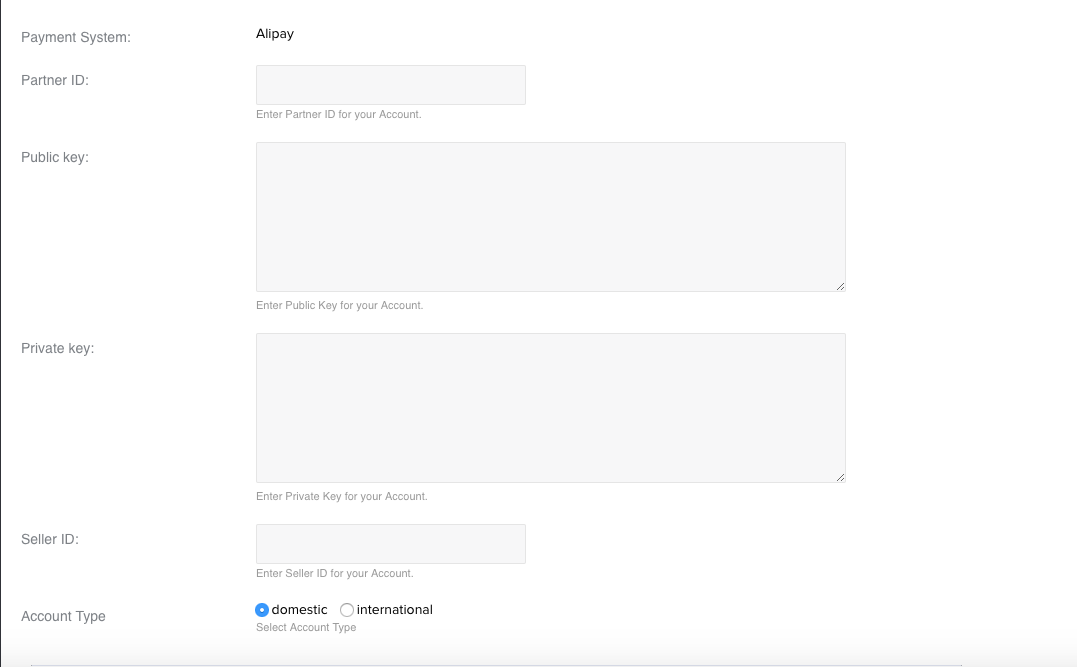 Payment System:
Alipay
Partner ID:
Enter Partner ID for your Account.
Public key:
Enter Public Key for your Account.
Private key:
Enter Private Key for your Account.
Seller ID:
Enter Seller ID for your Account.
Account Type
domestic international
Select Account Type